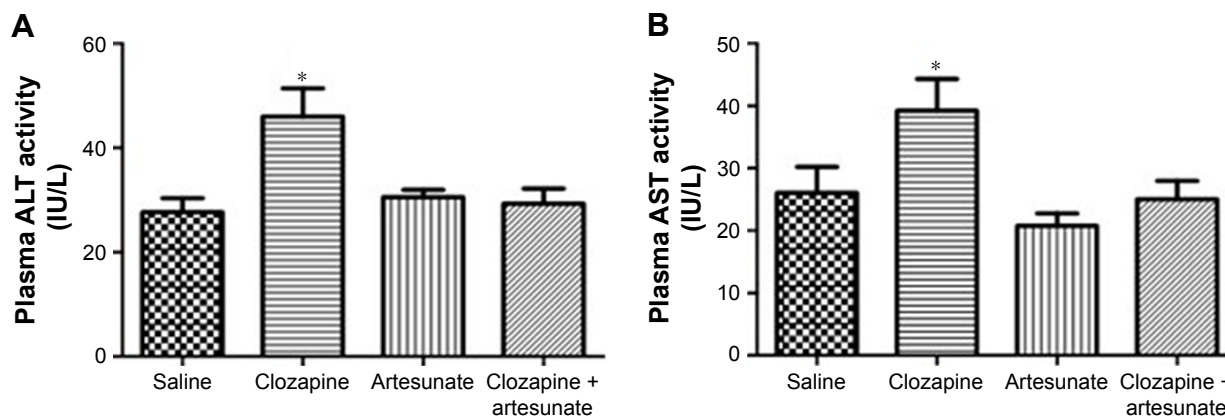 A
Plasma ALT activity
(IU/L)
60
40
20
0
*
Saline
Clozapine
Artesunate
Clozapine +
artesunate
B
Plasma AST activity
(IU/L)
50
40
30
20
10
0
*
Saline
Clozapine
Artesunate
Clozapine +
artesunate